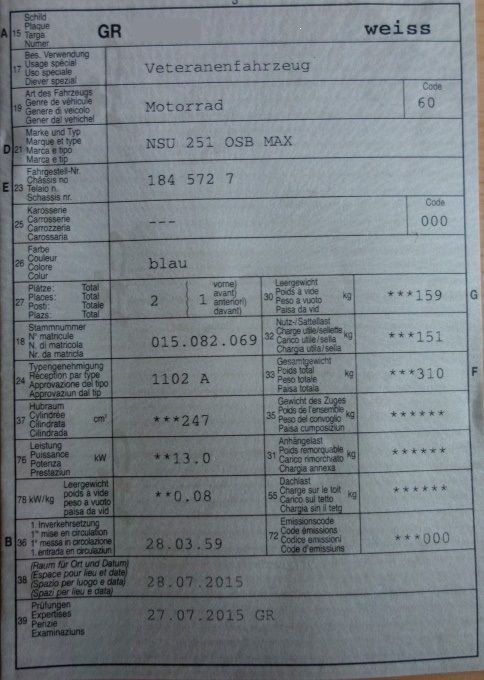 A 15 Schild
Plaque
Targa
Numer
GR weiss
17 Bes. Verwendung
Usage spécial
Uso speciale
Diever spezial
Veteranenfahrzeug
19 Art des Fahrzeugs
Genre de véhicule
Genere di veicolo
Gener dal vehichel
Motorrad
Code
60
D 21 Marke und Typ
Marque et type
Marca e tipo
Marca e tip
NSU 251 OSB MAX
E 23 Fahrgestell-Nr.
Châssis no
Telaio n.
Schassis nr.
184 572 7
25 Karosserie
Carrosserie
Carrozzeria
Carossaria
---
Code
000
26 Farbe
Couleur
Colore
Colur
blau
27 Plätze: Total
Places: Total
Posti: Totale
Plazs: Total
2 1 vorne)
avant)
anteriori)
davant)
30 Leergewicht
Poids à vide
Peso a vuoto
Paisa da vid
kg ***159 G
18 Stammnummer
N° matricule
N. di matricola
Nr. da matricla
015.082.069
32 Nutz-/Sattellast
Charge utile/sellette
Carico utile/sella
Chargia utila/sella
kg ***151
24 Typengenehmigung
Réception par type
Approvazione del tipo
Approvaziun dal tip
1102 A
33 Gesamtgewicht
Poids total
Peso totale
Paisa totala
kg ***310 F
37 Hubraum
Cylindrée
Cilindrata
Cilindrada
cm³ ***247
35 Gewicht des Zuges
Poids de l'ensemble
Peso del convoglio
Paisa cumposiziun
kg ******
76 Leistung
Puissance
Potenza
Prestaziun
kW **13.0
31 Anhängelast
Poids remorquable
Carico rimorchiato
Chargia annexa
kg ******
78 kW/kg Leergewicht
poids à vide
peso a vuoto
paisa da vid
**0.08
55 Dachlast
Charge sur le toit
Carico sul tetto
Chargia sin il tetg
kg ******
B 36 1. Inverkehrsetzung
1re mise en circulation
1a messa in circolazione
1. entrada en circulaziun
28.03.59
72 Emissionscode
Code émissions
Codice emissioni
Code d'emissiuns
***000
38 (Raum für Ort und Datum)
(Espace pour lieu et date)
(Spazio per luogo e data)
(Spazi per lieu e data)
28.07.2015
39 Prüfungen
Expertises
Perizie
Examinaziuns
27.07.2015 GR